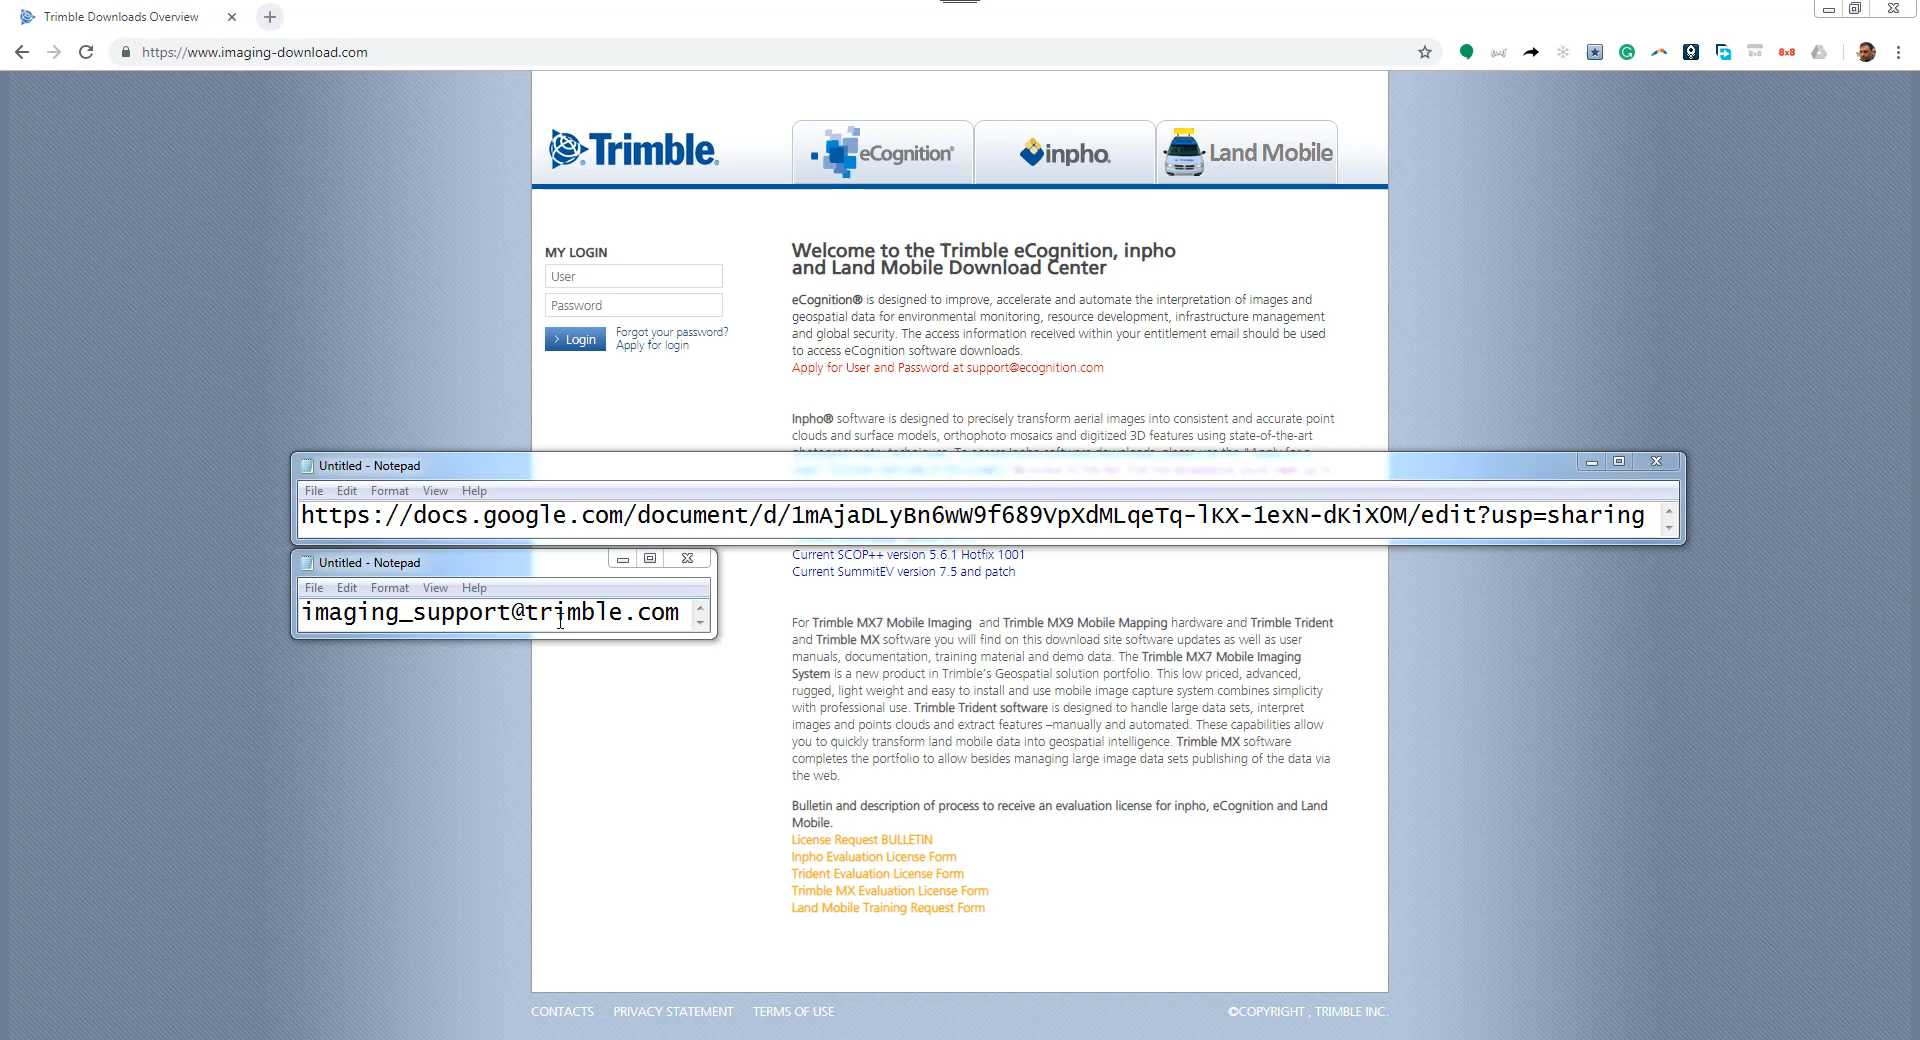 Trimble Downloads Overview
https://www.imaging-download.com
Trimble
eCognition®
inpho®
Land Mobile
MY LOGIN
User
Password
Login
Forgot your password?
Apply for login
Welcome to the Trimble eCognition, inpho
and Land Mobile Download Center
eCognition® is designed to improve, accelerate and automate the interpretation of images and
geospatial data for environmental monitoring, resource development, infrastructure management
and global security. The access information received within your entitlement email should be used
to access eCognition software downloads.
Apply for User and Password at support@ecognition.com
Inpho® software is designed to precisely transform aerial images into consistent and accurate point
clouds and surface models, orthophoto mosaics and digitized 3D features using state-of-the-art
Untitled - Notepad
File Edit Format View Help
https://docs.google.com/document/d/1mAjaDLyBn6wW9f689VpXdMLqeTq-lKX-1exN-dKiXOM/edit?usp=sharing
Untitled - Notepad
File Edit Format View Help
imaging_support@trimble.com
Current SCOP++ version 5.6.1 Hotfix 1001
Current SummitEV version 7.5 and patch
For Trimble MX7 Mobile Imaging and Trimble MX9 Mobile Mapping hardware and Trimble Trident
and Trimble MX software you will find on this download site software updates as well as user
manuals, documentation, training material and demo data. The Trimble MX7 Mobile Imaging
System is a new product in Trimble's Geospatial solution portfolio. This low priced, advanced,
rugged, light weight and easy to install and use mobile image capture system combines simplicity
with professional use. Trimble Trident software is designed to handle large data sets, interpret
images and points clouds and extract features –manually and automated. These capabilities allow
you to quickly transform land mobile data into geospatial intelligence. Trimble MX software
completes the portfolio to allow besides managing large image data sets publishing of the data via
the web.
Bulletin and description of process to receive an evaluation license for inpho, eCognition and Land
Mobile.
License Request BULLETIN
Inpho Evaluation License Form
Trident Evaluation License Form
Trimble MX Evaluation License Form
Land Mobile Training Request Form
CONTACTS PRIVACY STATEMENT TERMS OF USE
©COPYRIGHT , TRIMBLE INC.